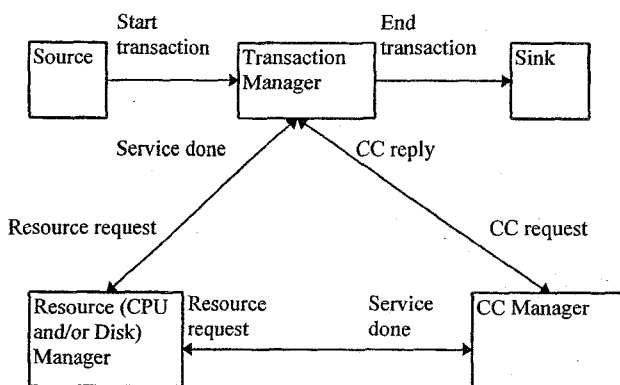 Start
transaction
End
transaction
Source
Transaction
Manager
Sink
Service done
CC reply
Resource request
CC request
Resource (CPU
and/or Disk)
Manager
Resource
request
Service
done
CC Manager